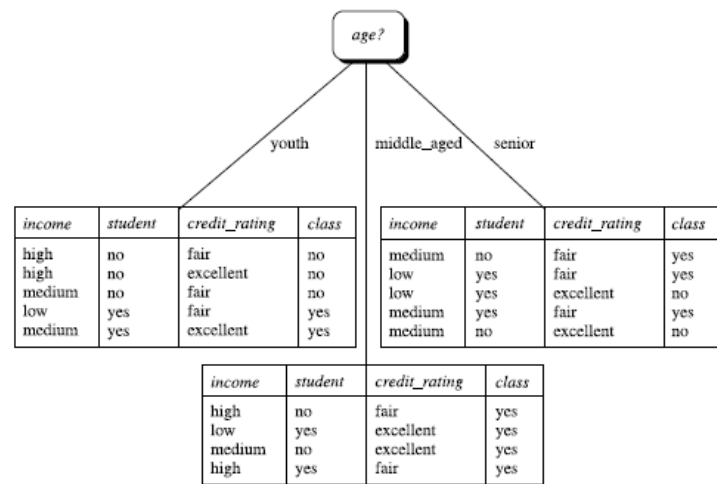 age?
youth
middle_aged
senior
income student credit_rating class
high no fair no
high no excellent no
medium no fair no
low yes fair yes
medium yes excellent yes
income student credit_rating class
medium no fair yes
low yes fair yes
low yes excellent no
medium yes fair yes
medium no excellent no
income student credit_rating class
high no fair yes
low yes excellent yes
medium no excellent yes
high yes fair yes